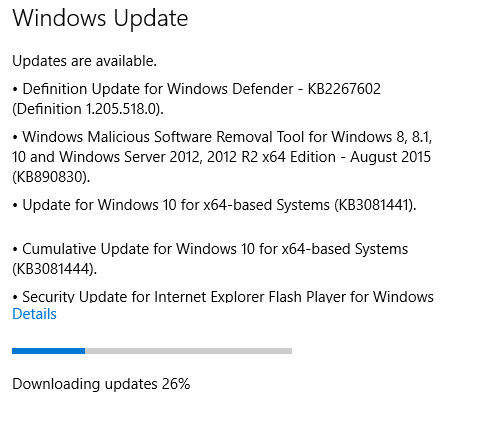 Windows Update
Updates are available.
• Definition Update for Windows Defender - KB2267602
(Definition 1.205.518.0).
• Windows Malicious Software Removal Tool for Windows 8, 8.1,
10 and Windows Server 2012, 2012 R2 x64 Edition - August 2015
(KB890830).
• Update for Windows 10 for x64-based Systems (KB3081441).
• Cumulative Update for Windows 10 for x64-based Systems
(KB3081444).
• Security Update for Internet Explorer Flash Player for Windows
Details
Downloading updates 26%